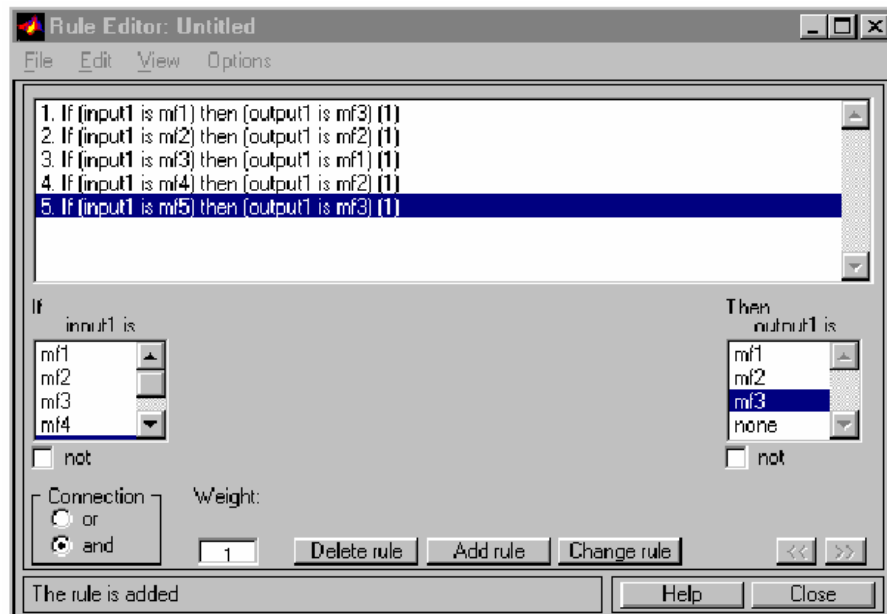 Rule Editor: Untitled
File Edit View Options
1. If (input1 is mf1) then (output1 is mf3) (1)
2. If (input1 is mf2) then (output1 is mf2) (1)
3. If (input1 is mf3) then (output1 is mf1) (1)
4. If (input1 is mf4) then (output1 is mf2) (1)
5. If (input1 is mf5) then (output1 is mf3) (1)
If
input1 is
mf1
mf2
mf3
mf4
not
Then
output1 is
mf1
mf2
mf3
none
not
Connection
or
and
Weight:
1
Delete rule Add rule Change rule << >>
The rule is added Help Close